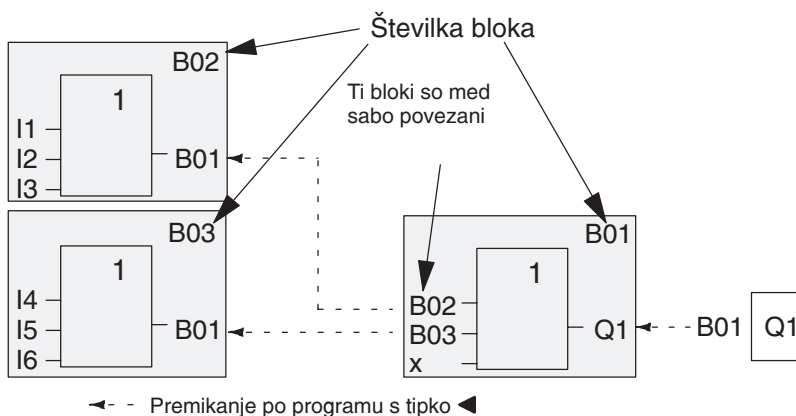 Številka bloka
B02
1
I1
I2
I3
B01
Ti bloki so med
sabo povezani
B03
1
I4
I5
I6
B01
B01
1
B02
B03
x
Q1
B01
Q1
Premikanje po programu s tipko ◄